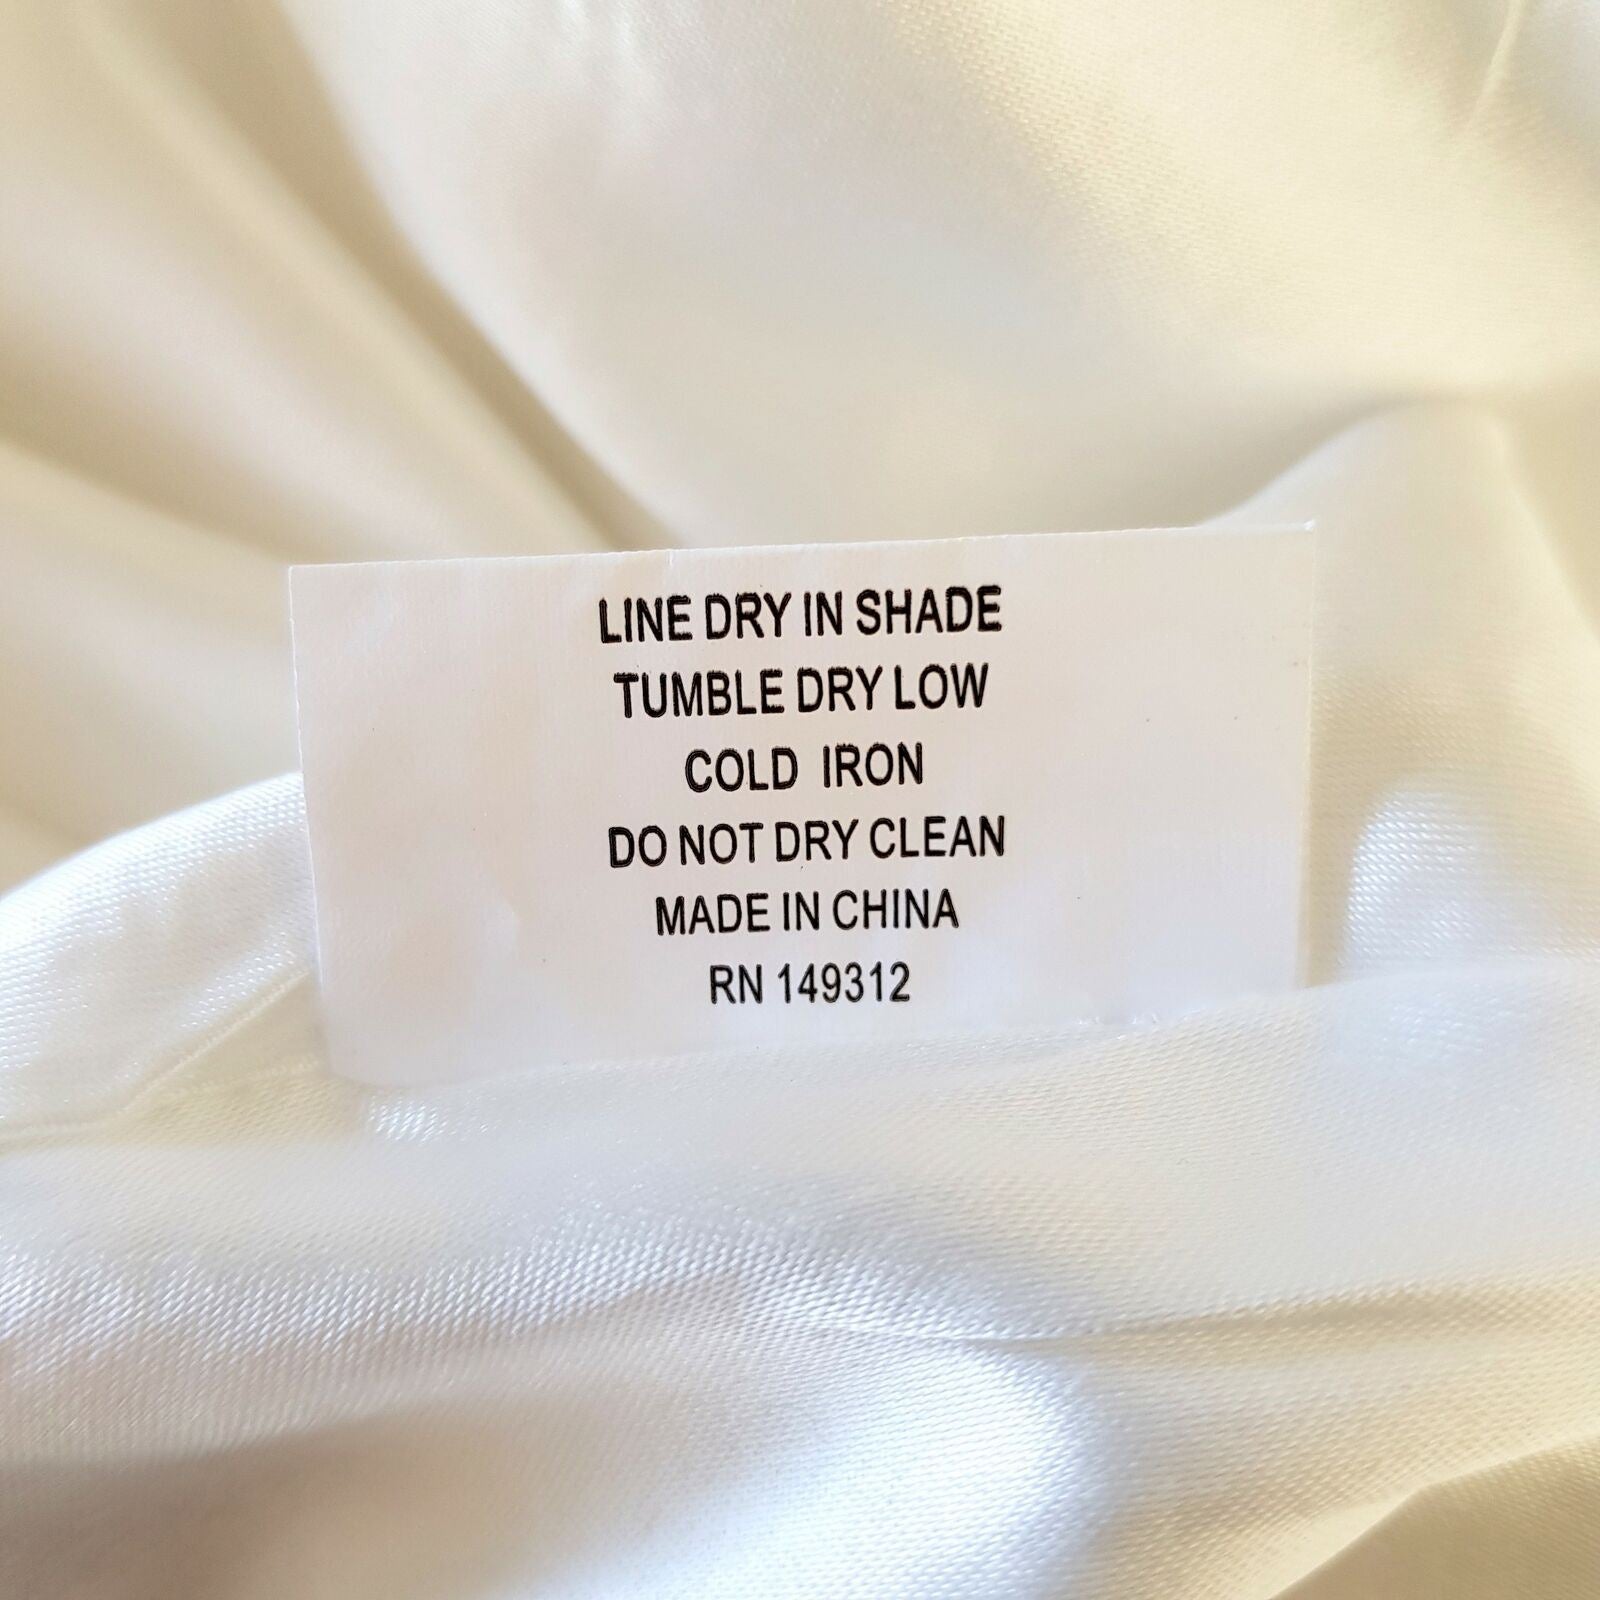 LINE DRY IN SHADE
TUMBLE DRY LOW
COLD IRON
DO NOT DRY CLEAN
MADE IN CHINA
RN 149312